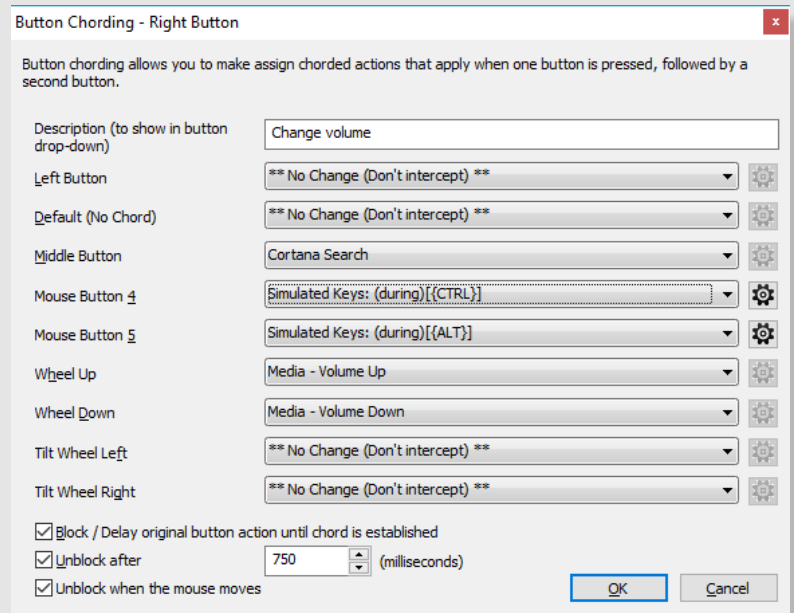 Button Chording - Right Button
x
Button chording allows you to make assign chorded actions that apply when one button is pressed, followed by a
second button.
Description (to show in button
drop-down)
Change volume
Left Button ** No Change (Don't intercept) **
Default (No Chord) ** No Change (Don't intercept) **
Middle Button Cortana Search
Mouse Button 4 Simulated Keys: (during)[{CTRL}]
Mouse Button 5 Simulated Keys: (during)[{ALT}]
Wheel Up Media - Volume Up
Wheel Down Media - Volume Down
Tilt Wheel Left ** No Change (Don't intercept) **
Tilt Wheel Right ** No Change (Don't intercept) **
Block / Delay original button action until chord is established
Unblock after 750 (milliseconds)
Unblock when the mouse moves
OK Cancel